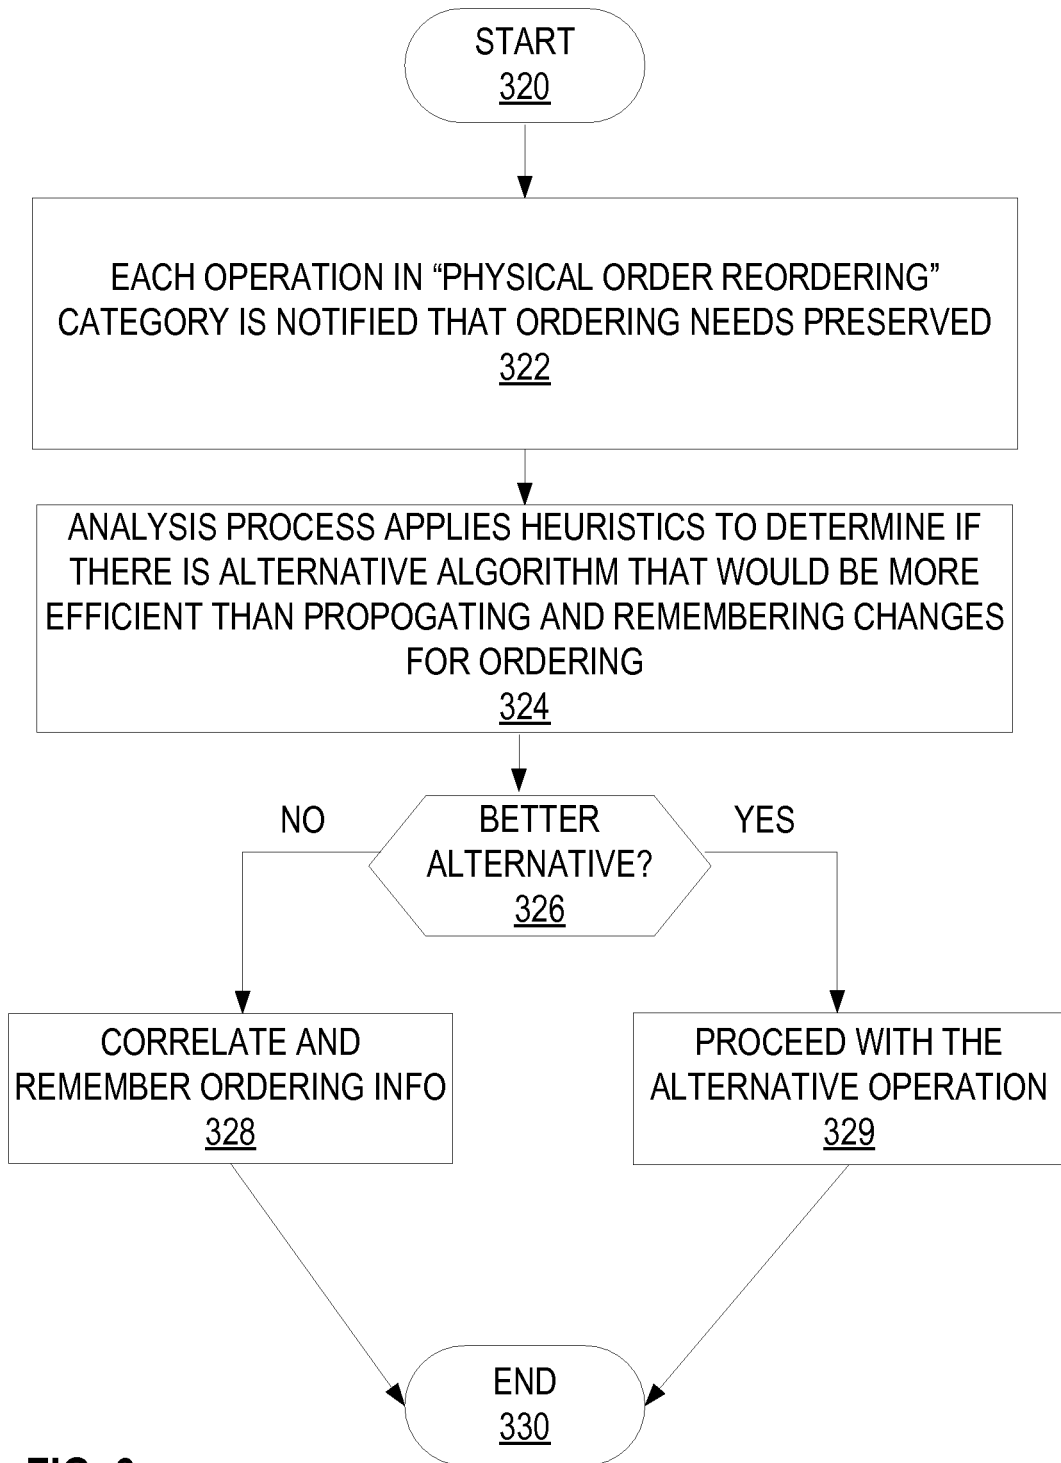 START
320
EACH OPERATION IN “PHYSICAL ORDER REORDERING”
CATEGORY IS NOTIFIED THAT ORDERING NEEDS PRESERVED
322
ANALYSIS PROCESS APPLIES HEURISTICS TO DETERMINE IF
THERE IS ALTERNATIVE ALGORITHM THAT WOULD BE MORE
EFFICIENT THAN PROPOGATING AND REMEMBERING CHANGES
FOR ORDERING
324
NO
BETTER
ALTERNATIVE?
326
YES
CORRELATE AND
REMEMBER ORDERING INFO
328
PROCEED WITH THE
ALTERNATIVE OPERATION
329
END
330